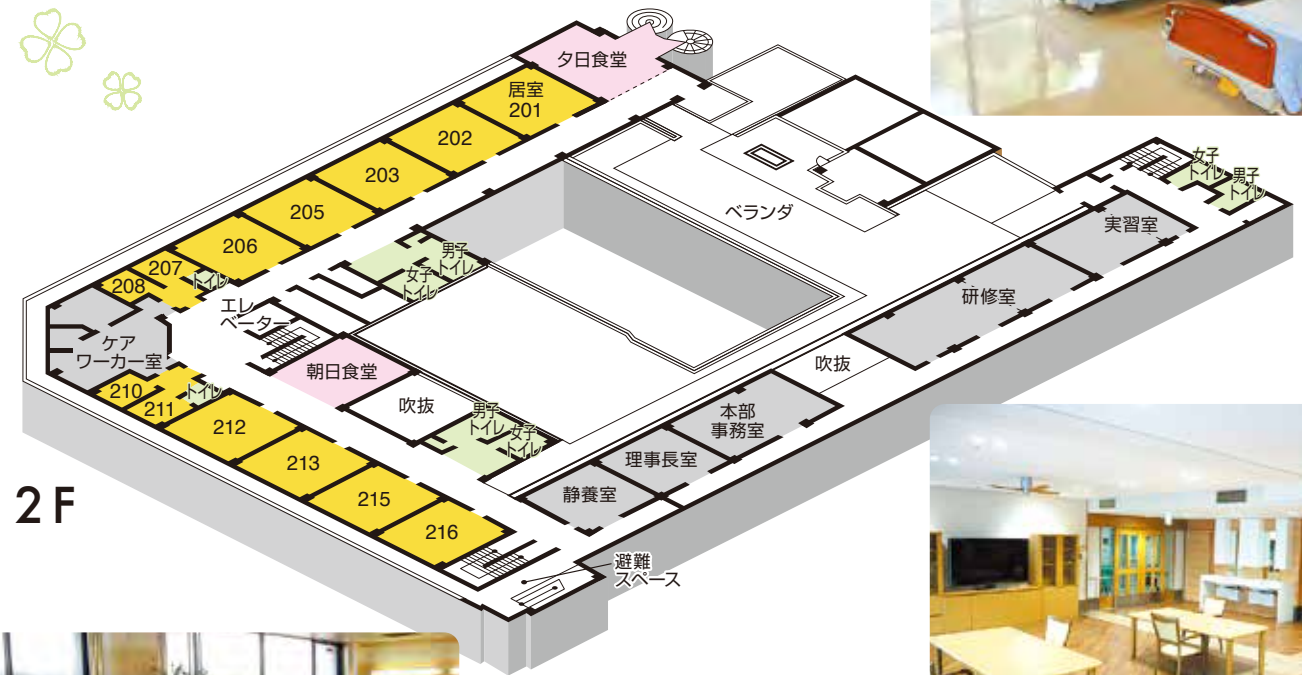 夕日食堂
居室
201
202
203
205
206
207
208
トイレ
男子
トイレ
女子
トイレ
エレ
ベーター
ケア
ワーカー室
朝日食堂
吹抜
210
211
トイレ
212
213
215
216
男子
トイレ
女子
トイレ
静養室
理事長室
本部
事務室
吹抜
研修室
実習室
女子
トイレ
男子
トイレ
ベランダ
避難
スペース
2F